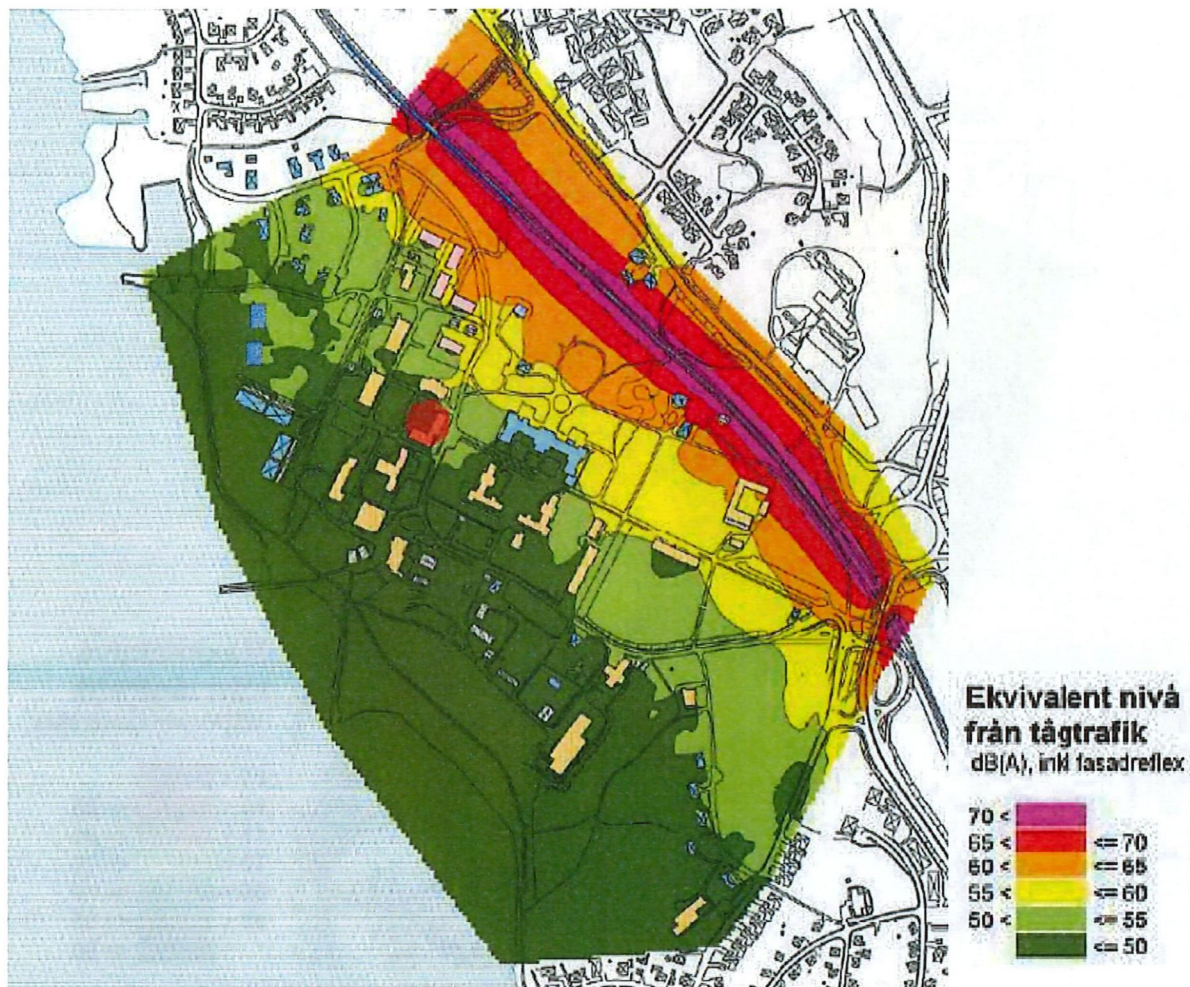 Ekvivalent nivå
från tågtrafik
dB(A), inkl fasadreflex
70 <
65 < <= 70
60 < <= 65
55 < <= 60
50 < <= 55
<= 50